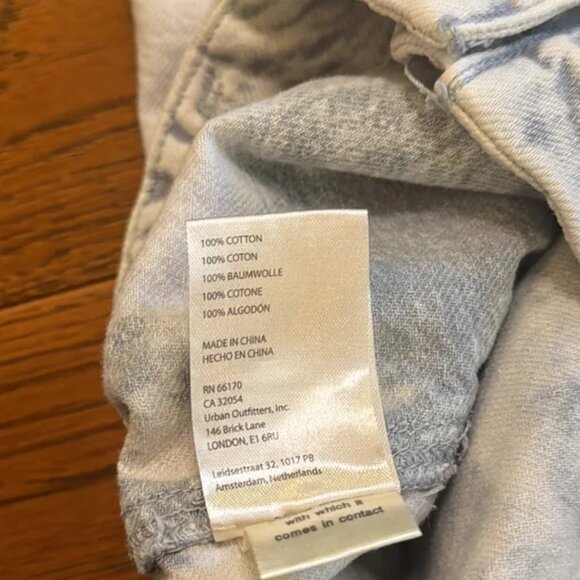 100% COTTON
100% COTON
100% BAUMWOLLE
100% COTONE
100% ALGODÓN
MADE IN CHINA
HECHO EN CHINA
RN 66170
CA 32054
Urban Outfitters, Inc.
146 Brick Lane
LONDON, E1 6RU
Leidsestraat 32, 1017 PB
Amsterdam, Netherlands
with which it
comes in contact